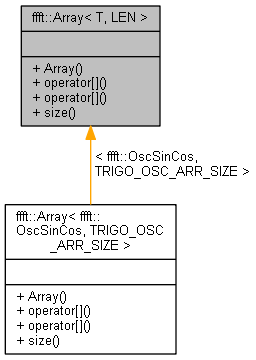 ffft::Array< T, LEN >
+ Array()
+ operator[]()
+ operator[]()
+ size()
< ffft::OscSinCos,
TRIGO_OSC_ARR_SIZE >
ffft::Array< ffft::
OscSinCos, TRIGO_OSC
_ARR_SIZE >
+ Array()
+ operator[]()
+ operator[]()
+ size()